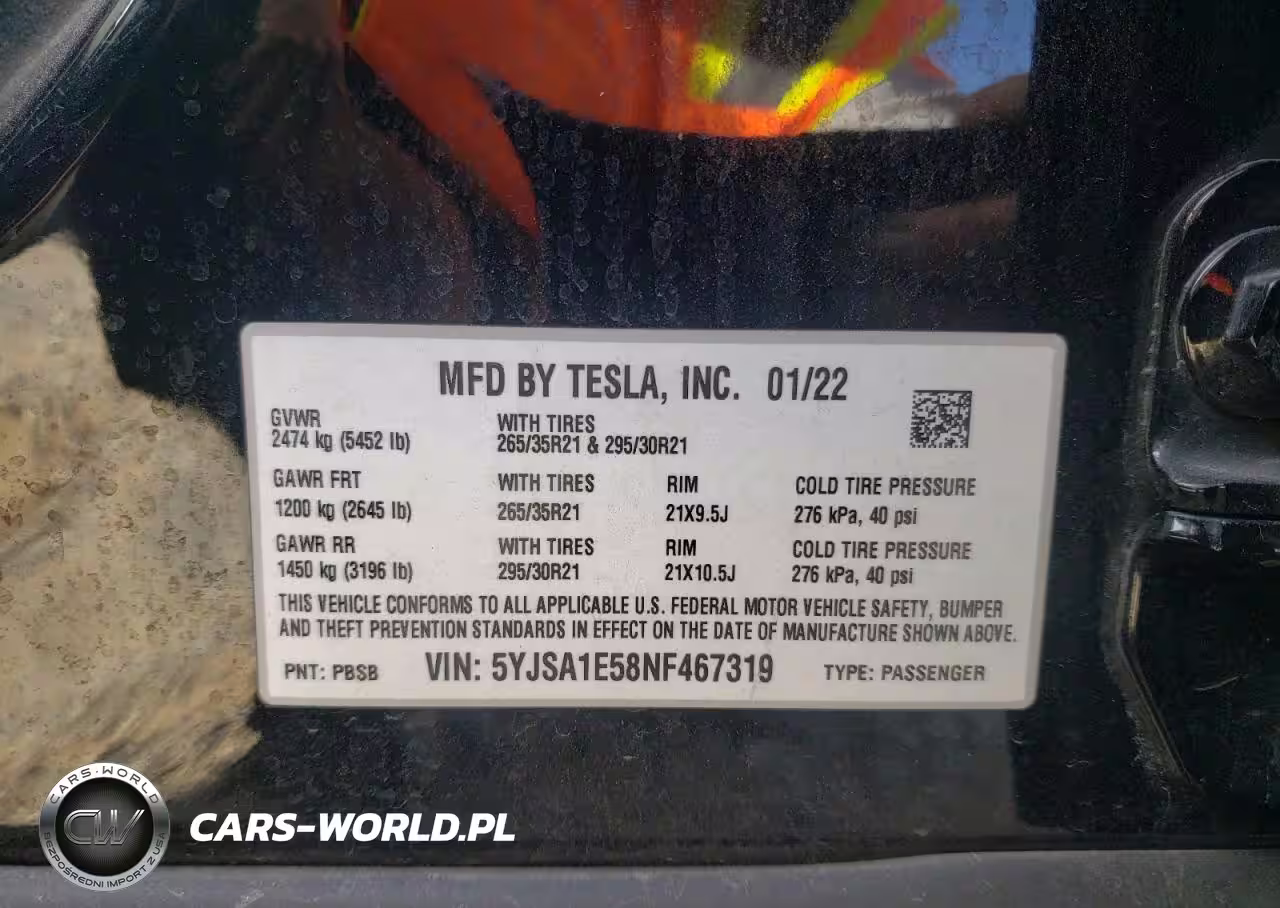 MFD BY TESLA, INC. 01/22
GVWR
2474 kg (5452 lb)
WITH TIRES
265/35R21 & 295/30R21
GAWR FRT WITH TIRES RIM COLD TIRE PRESSURE
1200 kg (2645 lb) 265/35R21 21X9.5J 276 kPa, 40 psi
GAWR RR WITH TIRES RIM COLD TIRE PRESSURE
1450 kg (3196 lb) 295/30R21 21X10.5J 276 kPa, 40 psi
THIS VEHICLE CONFORMS TO ALL APPLICABLE U.S. FEDERAL MOTOR VEHICLE SAFETY, BUMPER
AND THEFT PREVENTION STANDARDS IN EFFECT ON THE DATE OF MANUFACTURE SHOWN ABOVE.
PNT: PBSB VIN: 5YJSA1E58NF467319 TYPE: PASSENGER
CARS-WORLD
CW
BEZPOŚREDNI IMPORT Z USA
CARS-WORLD.PL